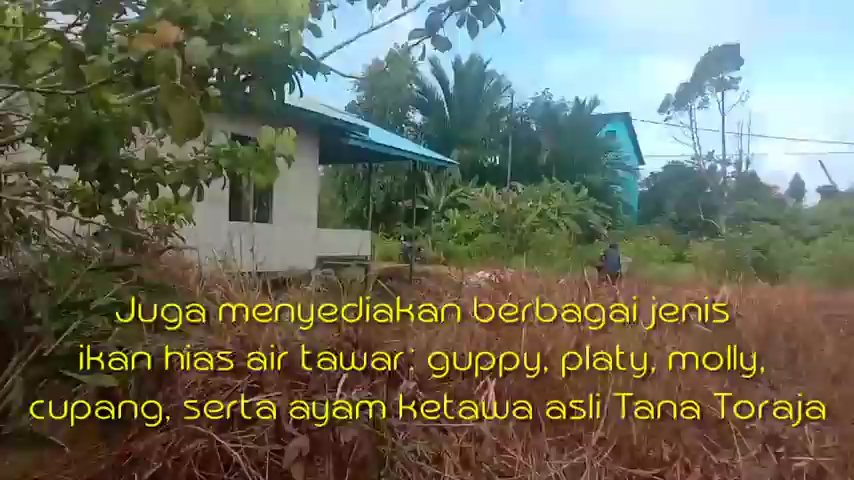 Juga menyediakan berbagai jenis
ikan hias air tawar: guppy, platy, molly,
cupang, serta ayam ketawa asli Tana Toraja